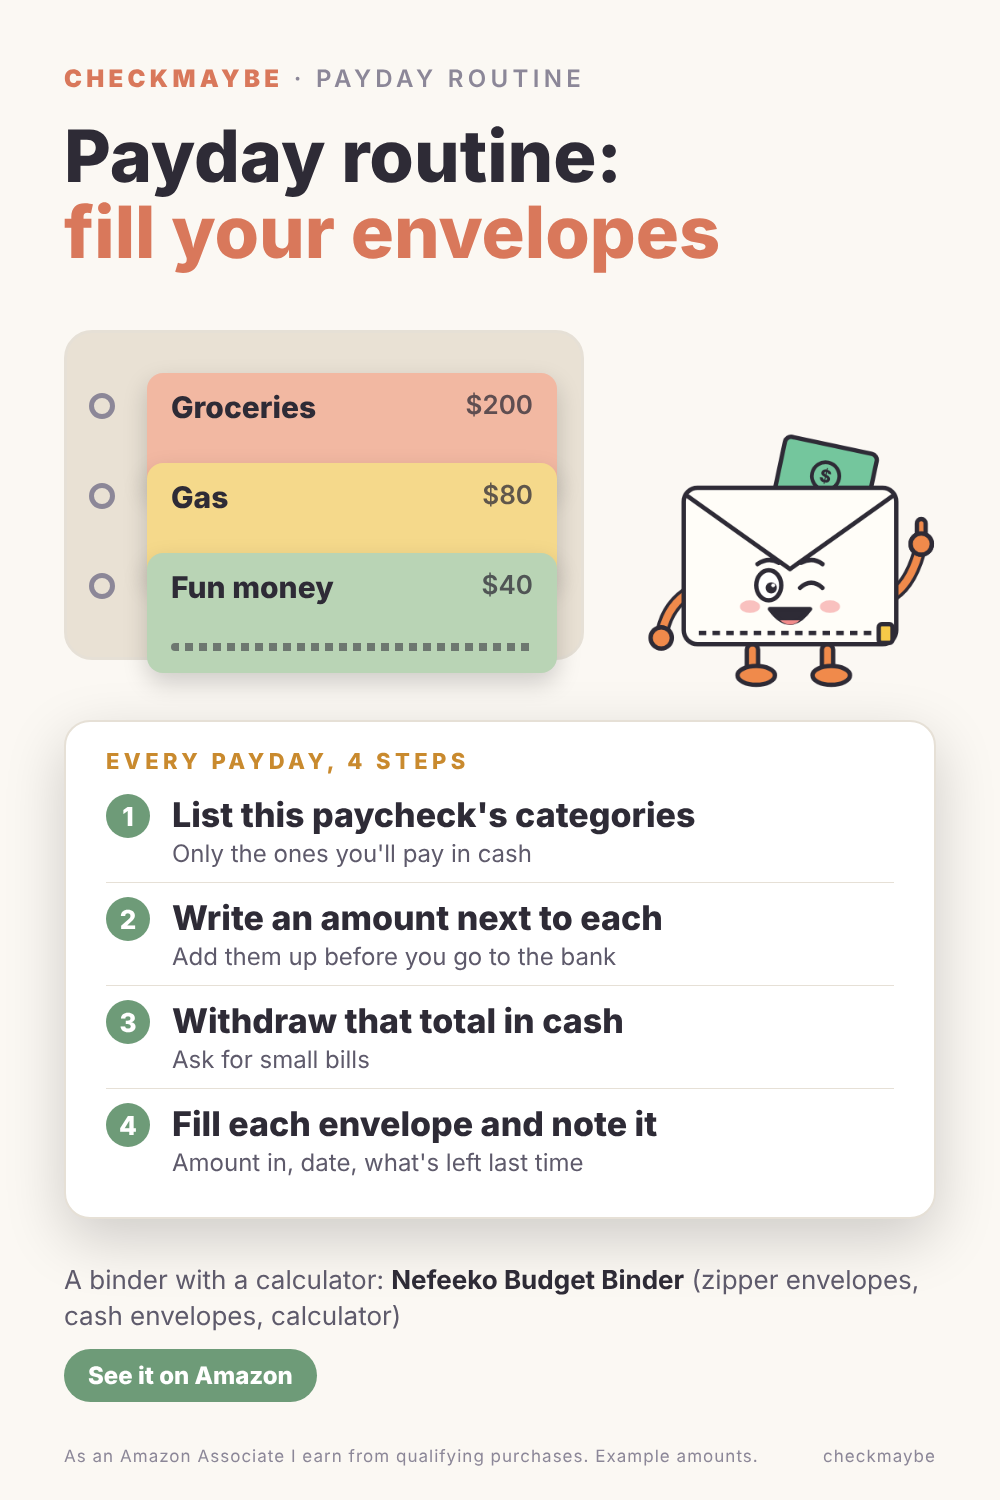 CHECKMAYBE · PAYDAY ROUTINE
Payday routine:
fill your envelopes
Groceries $200
Gas $80
Fun money $40
$
EVERY PAYDAY, 4 STEPS
1 List this paycheck's categories
Only the ones you'll pay in cash
2 Write an amount next to each
Add them up before you go to the bank
3 Withdraw that total in cash
Ask for small bills
4 Fill each envelope and note it
Amount in, date, what's left last time
A binder with a calculator: Nefeeko Budget Binder (zipper envelopes,
cash envelopes, calculator)
See it on Amazon
As an Amazon Associate I earn from qualifying purchases. Example amounts. checkmaybe